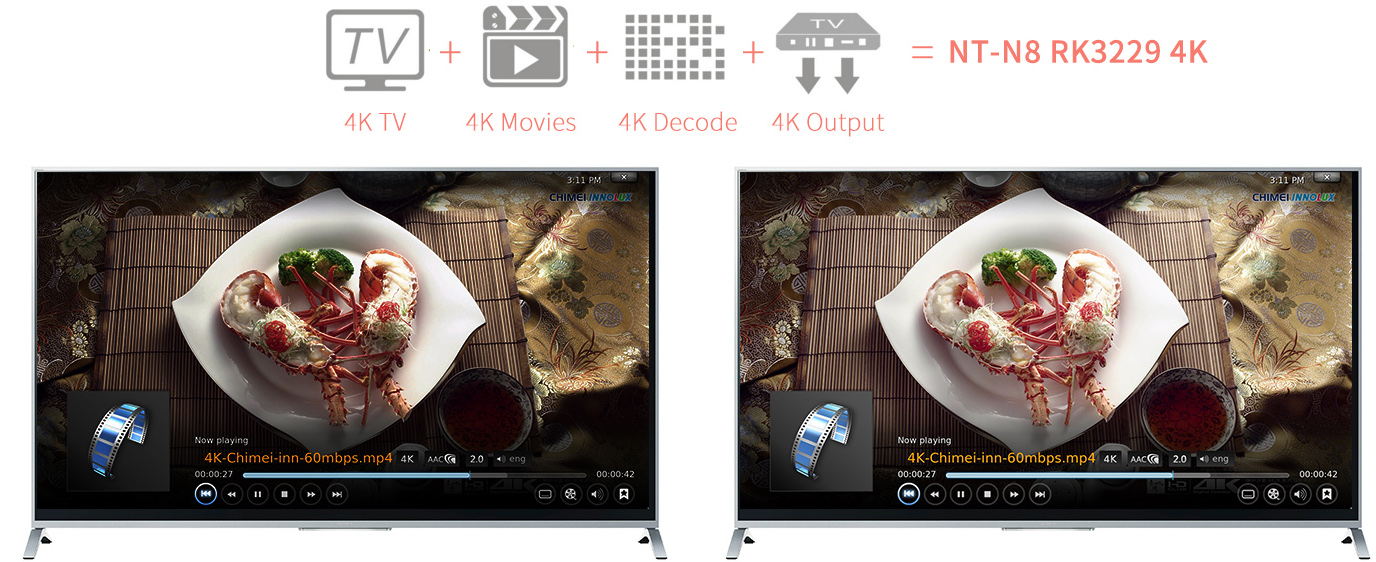 TV + + + TV = NT-N8 RK3229 4K
4K TV 4K Movies 4K Decode 4K Output
3:11 PM
CHIMEI INNOLUX
Now playing
4K-Chimei-inn-60mbps.mp4 4K AAC 2.0 eng
00:00:27 00:00:42
3:11 PM
CHIMEI INNOLUX
Now playing
4K-Chimei-inn-60mbps.mp4 4K AAC 2.0 eng
00:00:27 00:00:42